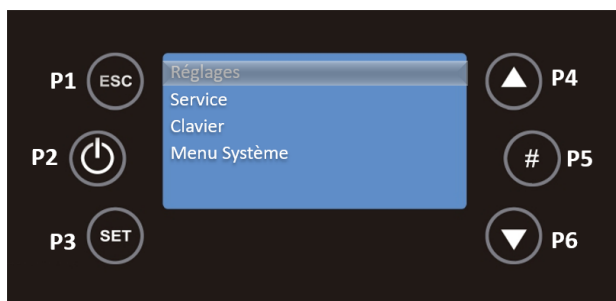 P1 ESC
P2
P3 SET
Réglages
Service
Clavier
Menu Système
P4
# P5
P6